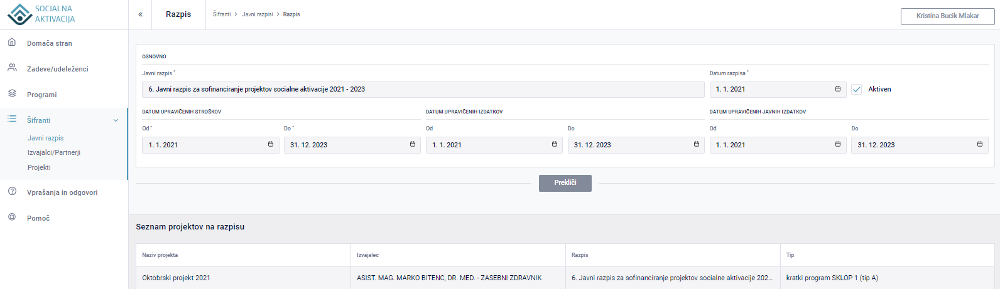 SOCIALNA
AKTIVACIJA
«
Razpis
Šifranti > Javni razpisi > Razpis
Kristina Bucik Mlakar
Domača stran
Zadeve/udeleženci
Programi
Šifranti
Javni razpis
Izvajalci/Partnerji
Projekti
Vprašanja in odgovori
Pomoč
OSNOVNO
Javni razpis *
Datum razpisa *
6. Javni razpis za sofinanciranje projektov socialne aktivacije 2021 - 2023
1. 1. 2021
Aktiven
DATUM UPRAVIČENIH STROŠKOV
DATUM UPRAVIČENIH IZDATKOV
DATUM UPRAVIČENIH JAVNIH IZDATKOV
Od *
Do *
Od
Do
Od
Do
1. 1. 2021
31. 12. 2023
1. 1. 2021
31. 12. 2023
1. 1. 2021
31. 12. 2023
Prekliči
Seznam projektov na razpisu
Naziv projekta
Izvajalec
Razpis
Tip
Oktobrski projekt 2021
ASIST. MAG. MARKO BITENC, DR. MED. - ZASEBNI ZDRAVNIK
6. Javni razpis za sofinanciranje projektov socialne aktivacije 202...
kratki program SKLOP 1 (tip A)